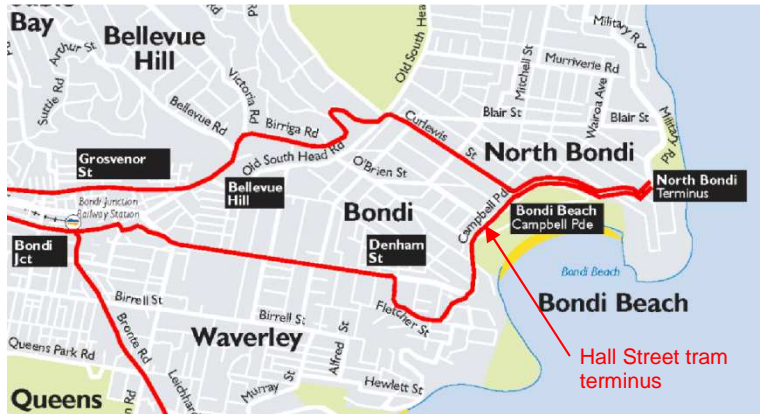 Bay
Bellevue
Hill
Arthur St
Suttie Rd
Bellevue Rd
Victoria Rd
Birriga Rd
Old South Head Rd
Old South Head
Curlewis
St
O'Brien St
Mitchell St
Military Rd
Murriverie Rd
Blair St
Wairoa Ave
Blair St
Military
Rd
North Bondi
Grosvenor
St
Bellevue
Hill
Bondi Junction
Railway Station
Bondi
Jct
Bondi
Denham
St
Campbell Pde
Bondi Beach
Campbell Pde
North Bondi
Terminus
Bondi Beach
Bondi Beach
Birrell St
Birrell St
Fletcher St
Bronte Rd
Waverley
Queens Park Rd
Alfred St
Murray St
Hewlett St
Queens
Rd
Hall Street tram
terminus